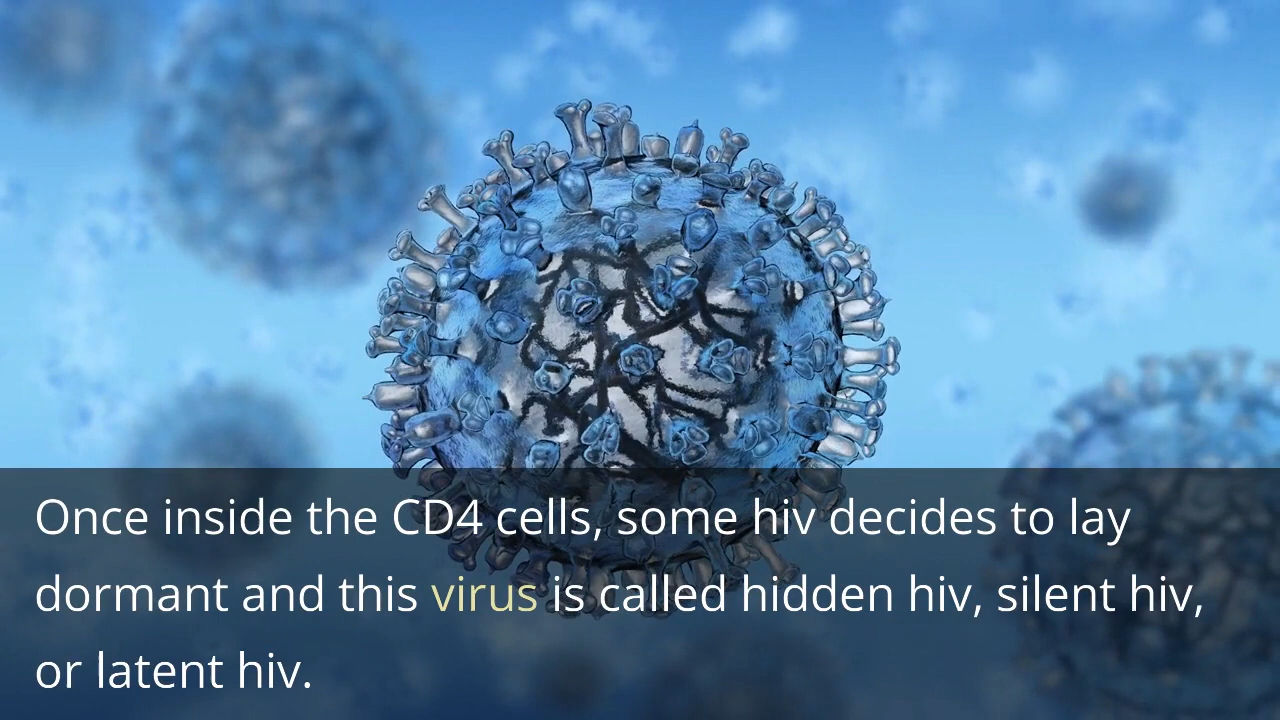 Once inside the CD4 cells, some hiv decides to lay
dormant and this virus is called hidden hiv, silent hiv,
or latent hiv.